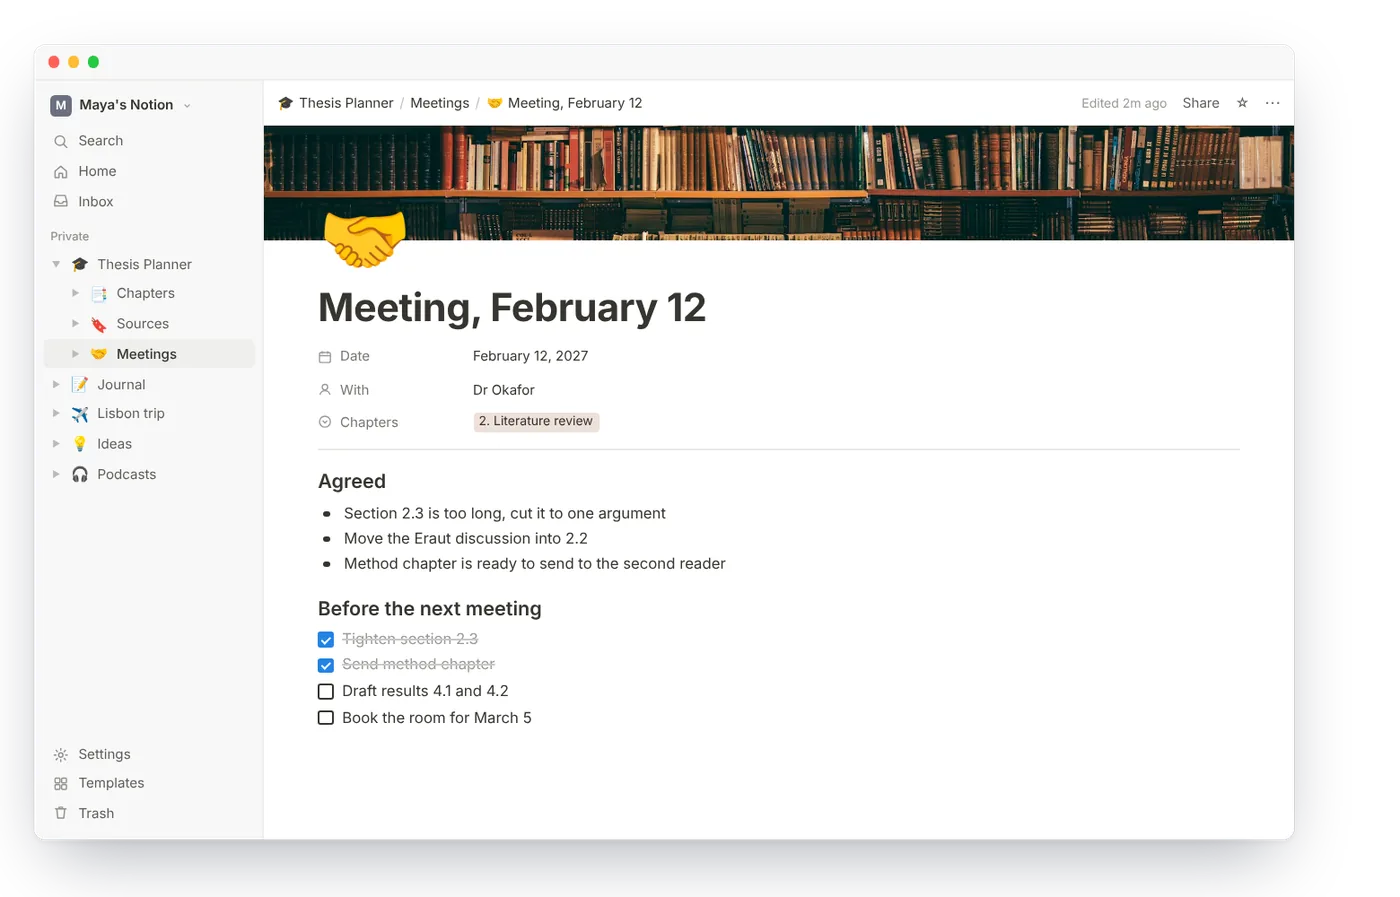 M Maya's Notion
Search
Home
Inbox
Private
Thesis Planner
Chapters
Sources
Meetings
Journal
Lisbon trip
Ideas
Podcasts
Settings
Templates
Trash
Thesis Planner / Meetings / Meeting, February 12
Edited 2m ago Share
Meeting, February 12
Date February 12, 2027
With Dr Okafor
Chapters 2. Literature review
Agreed
Section 2.3 is too long, cut it to one argument
Move the Eraut discussion into 2.2
Method chapter is ready to send to the second reader
Before the next meeting
Tighten section 2.3
Send method chapter
Draft results 4.1 and 4.2
Book the room for March 5